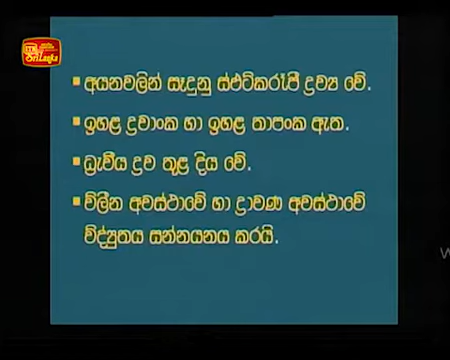 ▪ අයනවලින් සෑදුනු ස්ඵටිකරූපී ද්‍රව්‍ය වේ.
▪ ඉහළ ද්‍රවාංක හා ඉහළ තාපංක ඇත.
▪ ධ්‍රැවීය ද්‍රව තුළ දිය වේ.
▪ විලීන අවස්ථාවේ හා ද්‍රාවණ අවස්ථාවේ
විද්‍යුතය සන්නයනය කරයි.